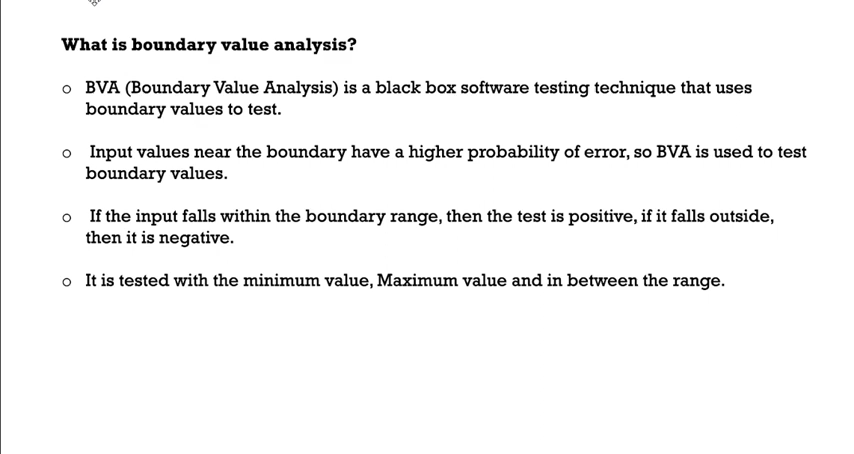 What is boundary value analysis?
o BVA (Boundary Value Analysis) is a black box software testing technique that uses
boundary values to test.
o Input values near the boundary have a higher probability of error, so BVA is used to test
boundary values.
o If the input falls within the boundary range, then the test is positive, if it falls outside,
then it is negative.
o It is tested with the minimum value, Maximum value and in between the range.